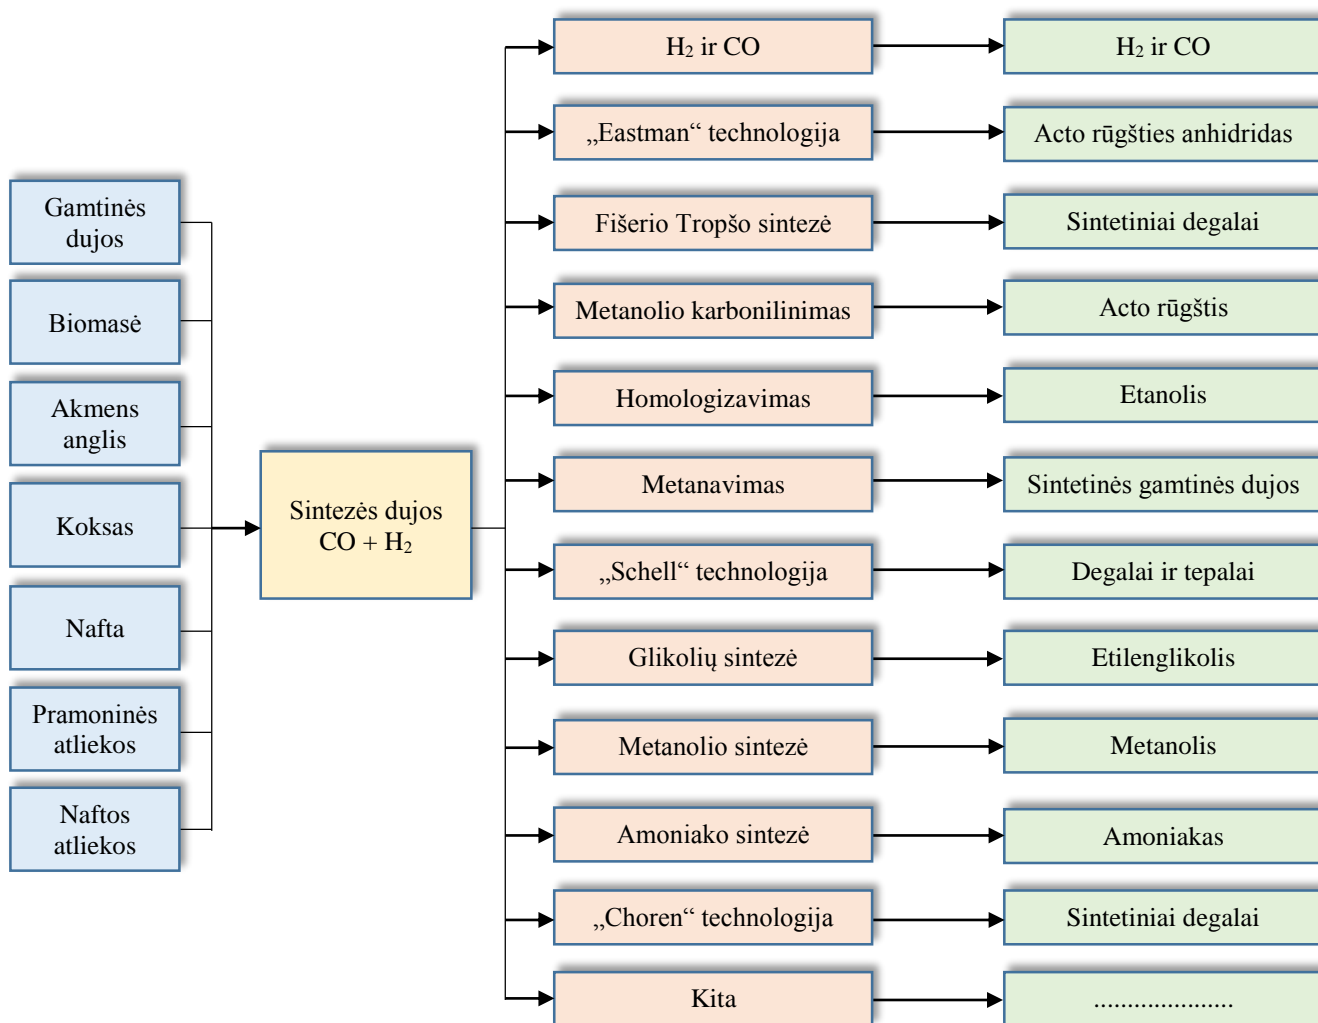 Gamtinės
dujos
Biomasė
Akmens
anglis
Koksas
Nafta
Pramoninės
atliekos
Naftos
atliekos
Sintezės dujos
CO + H₂
H₂ ir CO
H₂ ir CO
„Eastman“ technologija
Acto rūgšties anhidridas
Fišerio Tropšo sintezė
Sintetiniai degalai
Metanolio karbonilinimas
Acto rūgštis
Homologizavimas
Etanolis
Metanavimas
Sintetinės gamtinės dujos
„Schell“ technologija
Degalai ir tepalai
Glikolių sintezė
Etilenglikolis
Metanolio sintezė
Metanolis
Amoniako sintezė
Amoniakas
„Choren“ technologija
Sintetiniai degalai
Kita
.....................